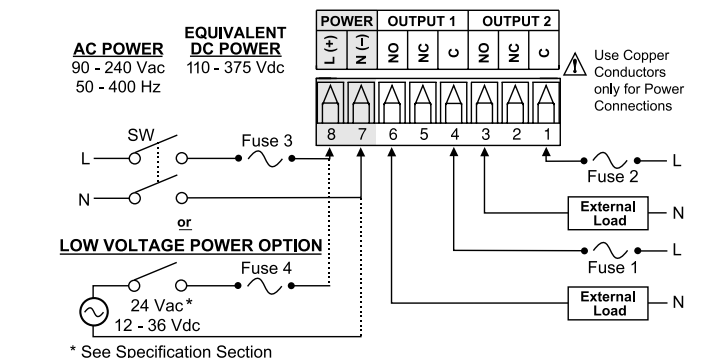 POWER OUTPUT 1 OUTPUT 2
L (+) N (–) NO NC C NO NC C
8 7 6 5 4 3 2 1
AC POWER
90 - 240 Vac
50 - 400 Hz
EQUIVALENT
DC POWER
110 - 375 Vdc
Use Copper
Conductors
only for Power
Connections
SW
L
Fuse 3
N
or
LOW VOLTAGE POWER OPTION
Fuse 4
24 Vac*
12 - 36 Vdc
* See Specification Section
L
Fuse 2
External
Load
N
L
Fuse 1
External
Load
N